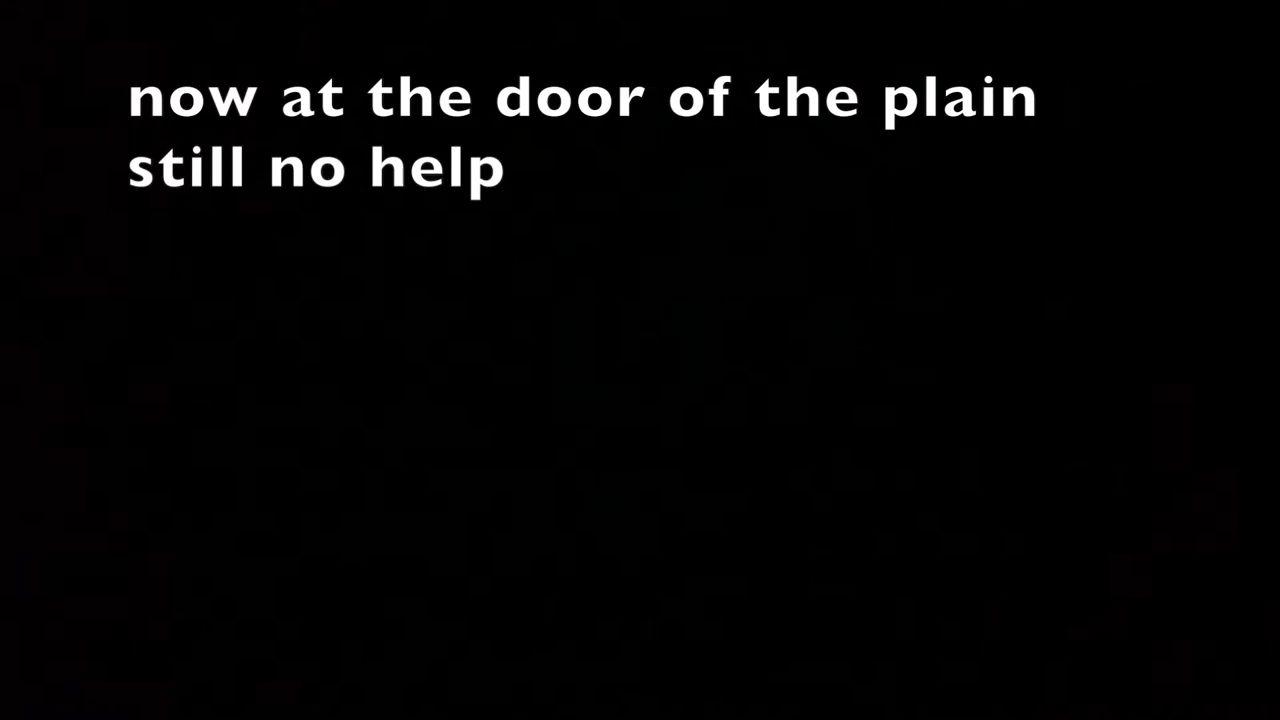 now at the door of the plain
still no help